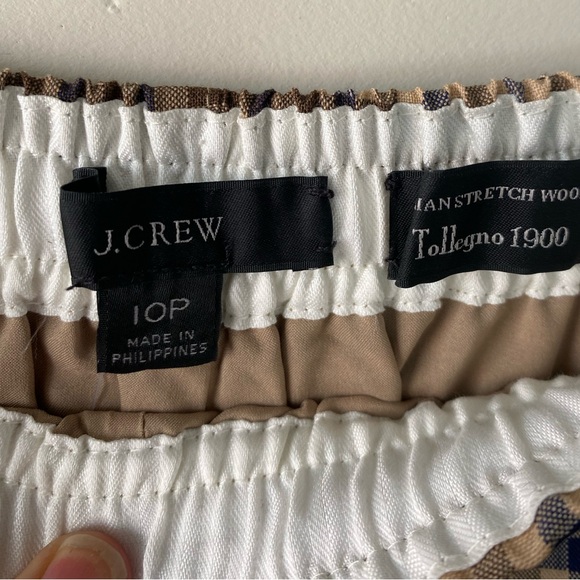 J.CREW
10P
MADE IN
PHILIPPINES
IAN STRETCH WOO
Tollegno 1900